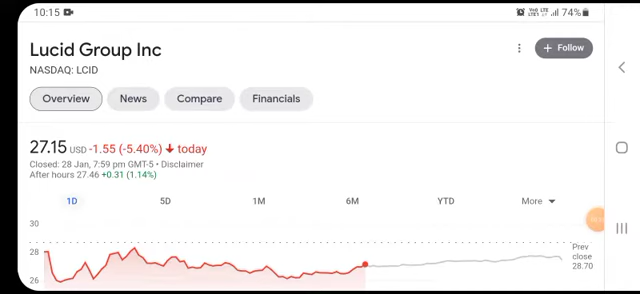 10:15 74%
Lucid Group Inc
+ Follow
NASDAQ: LCID
Overview News Compare Financials
27.15 USD -1.55 (-5.40%) today
Closed: 28 Jan, 7:59 pm GMT-5 • Disclaimer
After hours 27.46 +0.31 (1.14%)
1D 5D 1M 6M YTD More
30
28
26
Prev
close
28.70